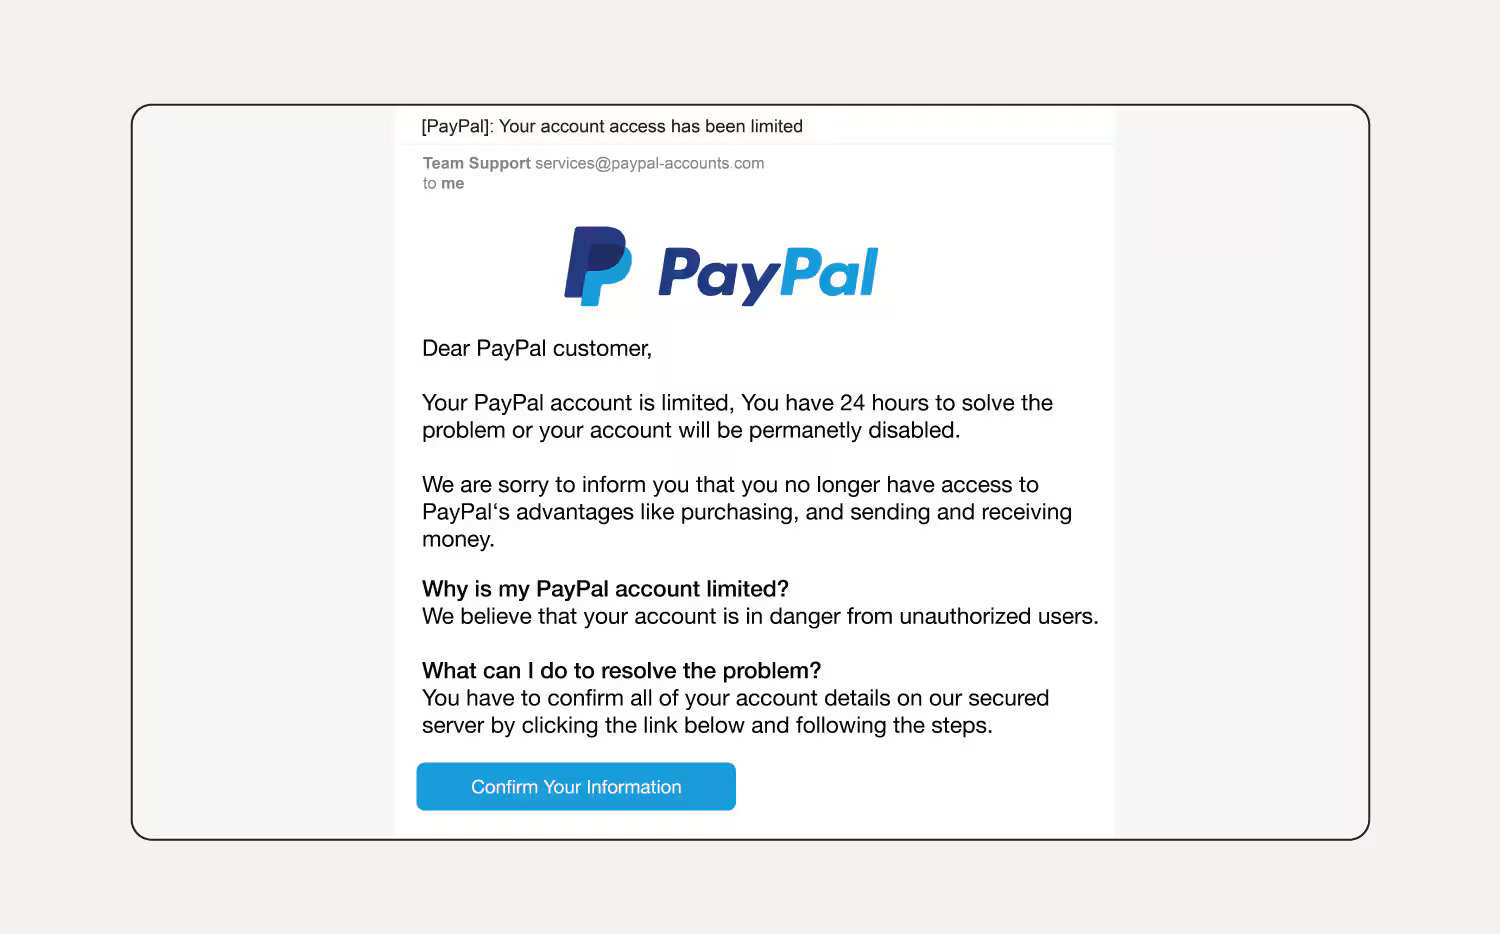 [PayPal]: Your account access has been limited
Team Support services@paypal-accounts.com
to me
PayPal
Dear PayPal customer,
Your PayPal account is limited, You have 24 hours to solve the
problem or your account will be permanetly disabled.
We are sorry to inform you that you no longer have access to
PayPal‘s advantages like purchasing, and sending and receiving
money.
Why is my PayPal account limited?
We believe that your account is in danger from unauthorized users.
What can I do to resolve the problem?
You have to confirm all of your account details on our secured
server by clicking the link below and following the steps.
Confirm Your Information